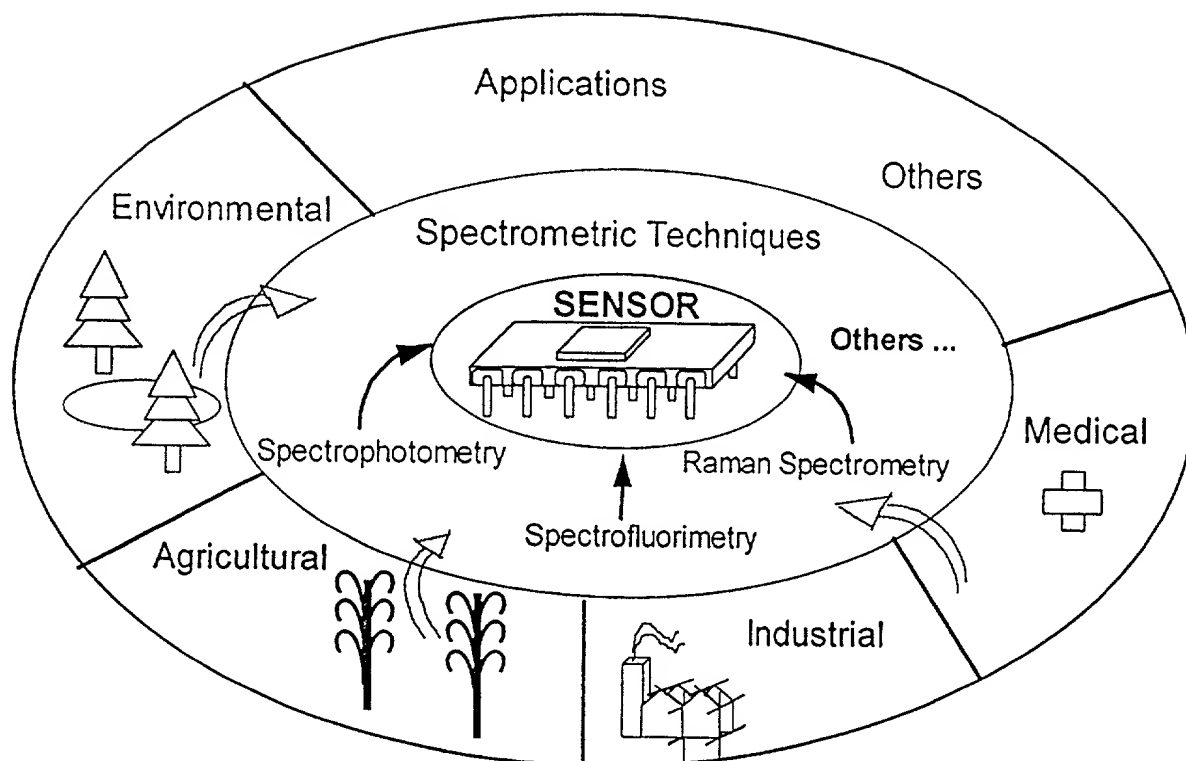 Applications
Others
Environmental
Spectrometric Techniques
SENSOR
Others ...
Spectrophotometry
Raman Spectrometry
Medical
Spectrofluorimetry
Agricultural
Industrial